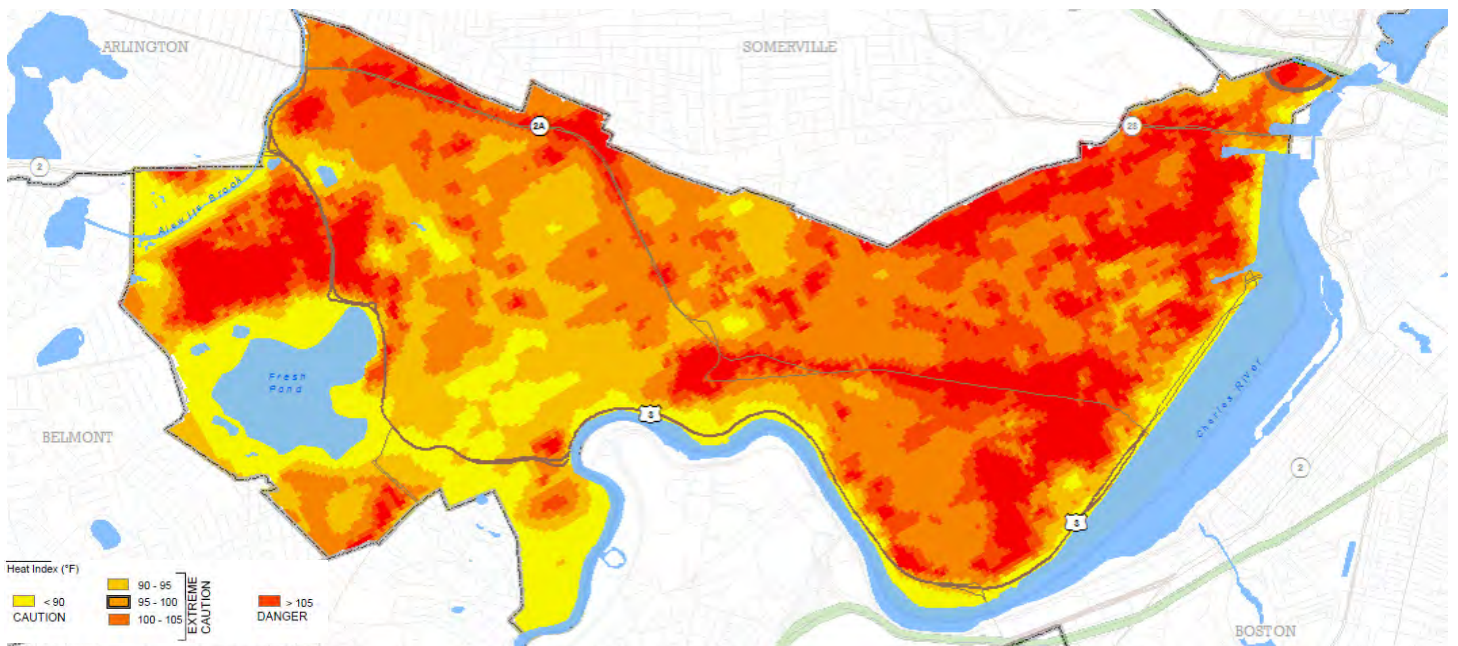 ARLINGTON
SOMERVILLE
2A
28
2
Alewife Brook
Fresh
Pond
3
Charles River
BELMONT
2
3
BOSTON
Heat Index (°F)
< 90
CAUTION
90 - 95
95 - 100
100 - 105
EXTREME
CAUTION
> 105
DANGER